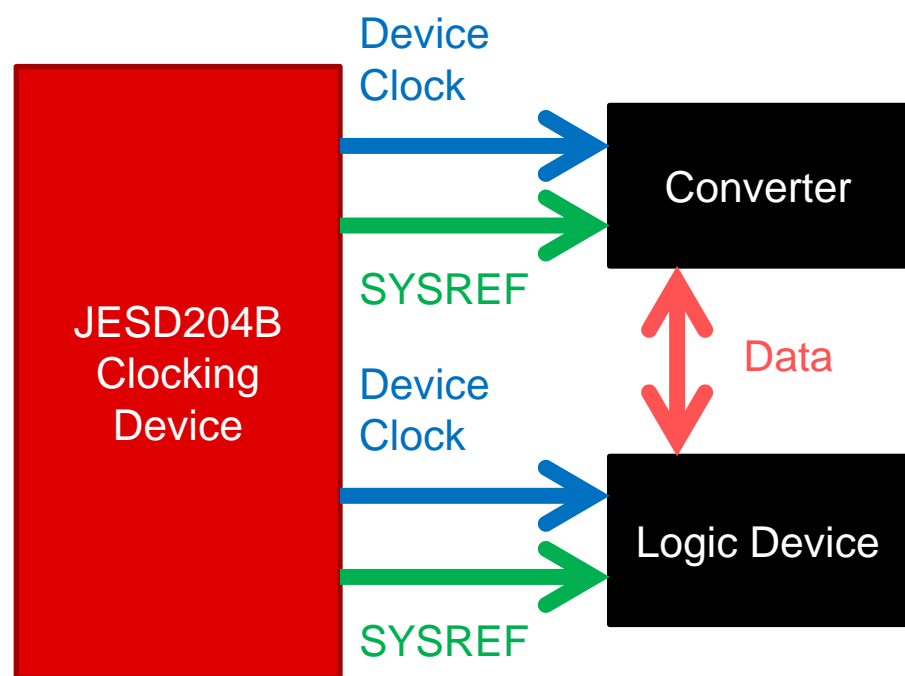 Device
Clock
Converter
SYSREF
JESD204B
Clocking
Device
Data
Device
Clock
Logic Device
SYSREF